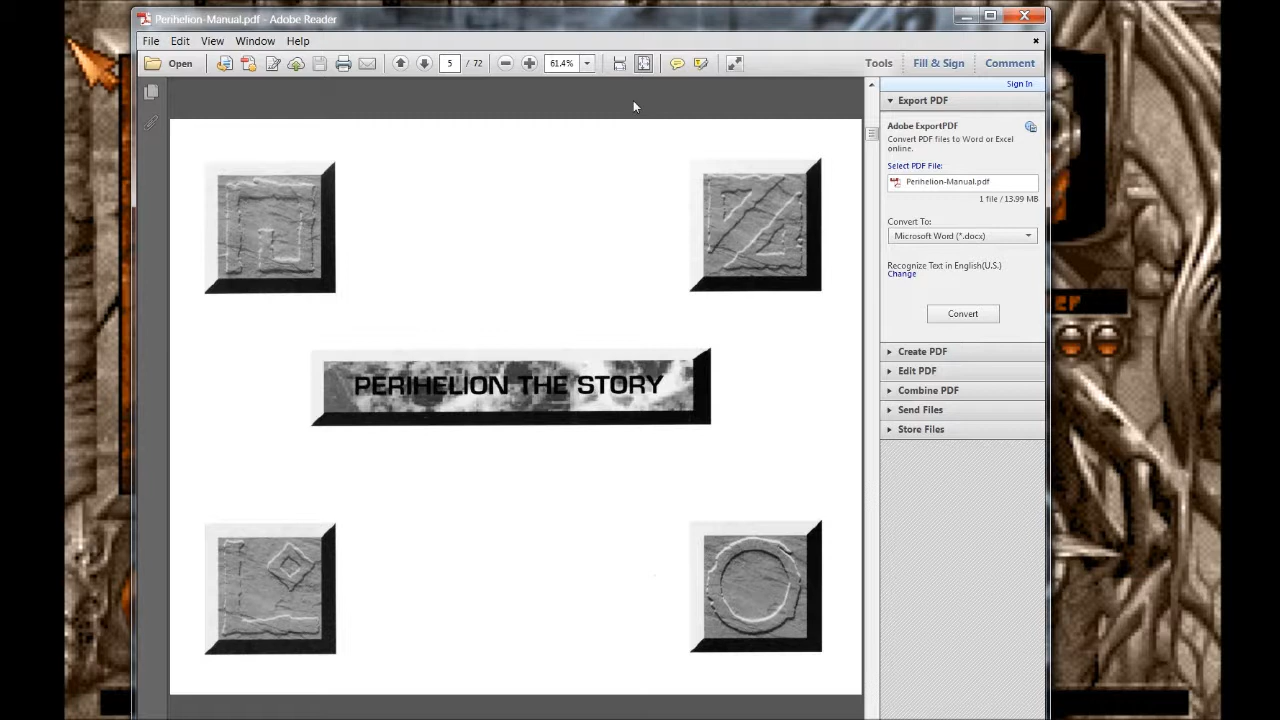 Perihelion-Manual.pdf - Adobe Reader
File Edit View Window Help
Open 5 / 72 61.4% Tools Fill & Sign Comment
Sign In
Export PDF
Adobe ExportPDF
Convert PDF files to Word or Excel
online.
Select PDF File:
Perihelion-Manual.pdf
1 file / 13.99 MB
Convert To:
Microsoft Word (*.docx)
Recognize Text in English(U.S.)
Change
Convert
Create PDF
Edit PDF
Combine PDF
Send Files
Store Files
PERIHELION THE STORY